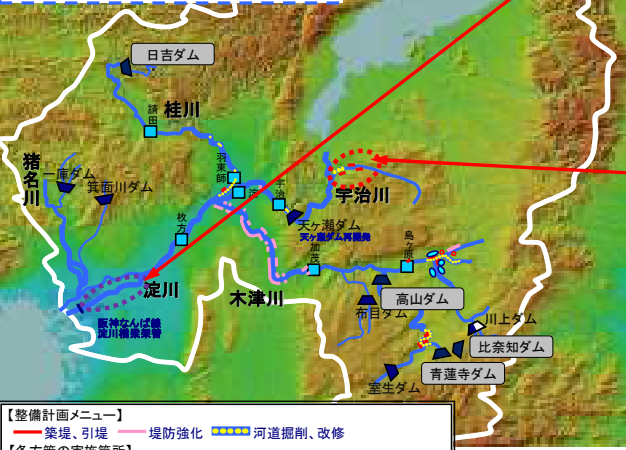 日吉ダム
請田
桂川
猪名川
一庫ダム
箕面川ダム
羽束師
淀
宇治
宇治川
天ヶ瀬ダム
天ヶ瀬ダム再開発
枚方
加茂
島ヶ原
淀川
木津川
高山ダム
布目ダム
川上ダム
比奈知ダム
青蓮寺ダム
室生ダム
阪神なんば線
淀川橋梁架替
【整備計画メニュー】
築堤、引堤
堤防強化
河道掘削、改修